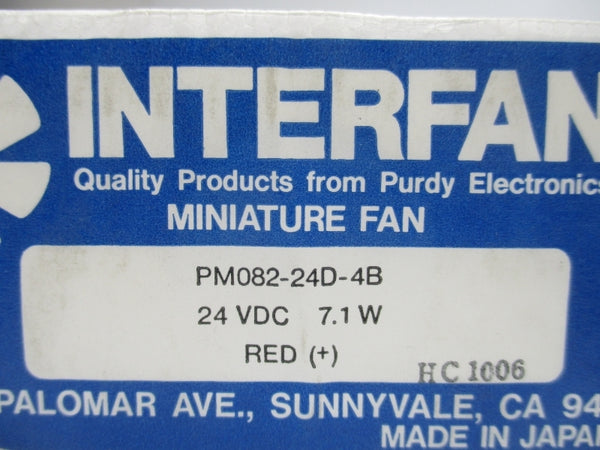 INTERFAN
Quality Products from Purdy Electronics
MINIATURE FAN
PM082-24D-4B
24 VDC 7.1 W
RED (+)
HC 1006
PALOMAR AVE., SUNNYVALE, CA 94
MADE IN JAPAN